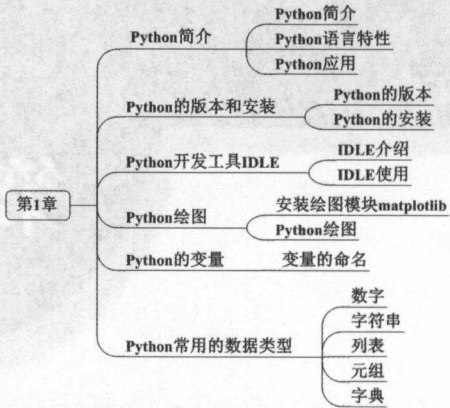 第1章
Python简介
Python简介
Python语言特性
Python应用
Python的版本和安装
Python的版本
Python的安装
Python开发工具IDLE
IDLE介绍
IDLE使用
Python绘图
安装绘图模块matplotlib
Python绘图
Python的变量
变量的命名
Python常用的数据类型
数字
字符串
列表
元组
字典